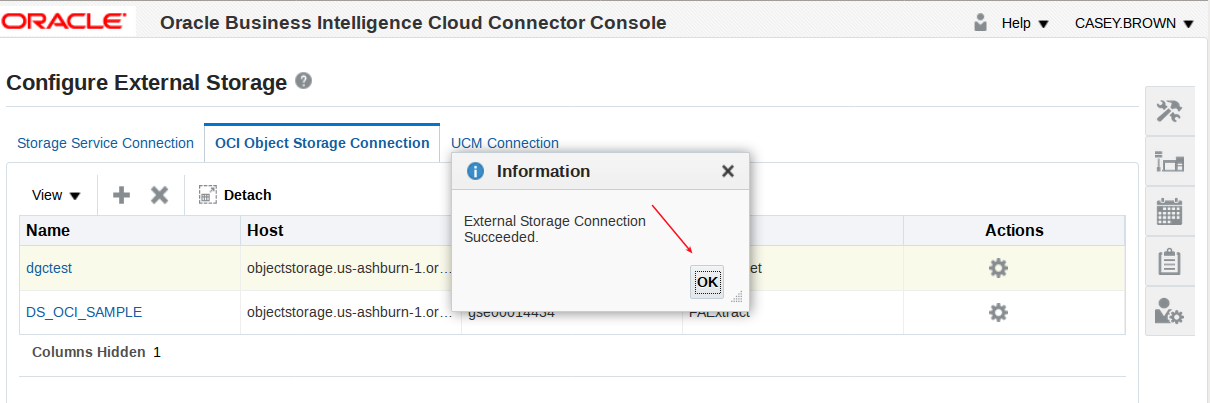 ORACLE Oracle Business Intelligence Cloud Connector Console Help CASEY.BROWN
Configure External Storage ?
Storage Service Connection OCI Object Storage Connection UCM Connection
i Information
View Detach
External Storage Connection
Succeeded.
Name Host Actions
dgctest objectstorage.us-ashburn-1.or... et
OK
DS_OCI_SAMPLE objectstorage.us-ashburn-1.or... gse00014434 FAExtract
Columns Hidden 1